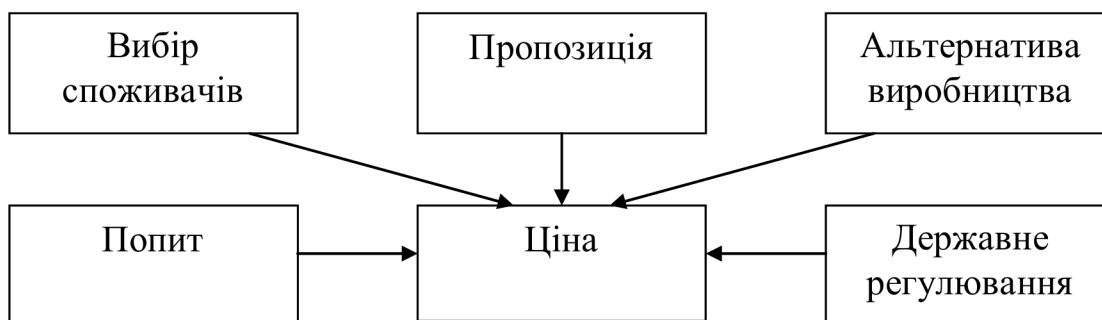 Вибір
споживачів
Пропозиція
Альтернатива
виробництва
Попит
Ціна
Державне
регулювання